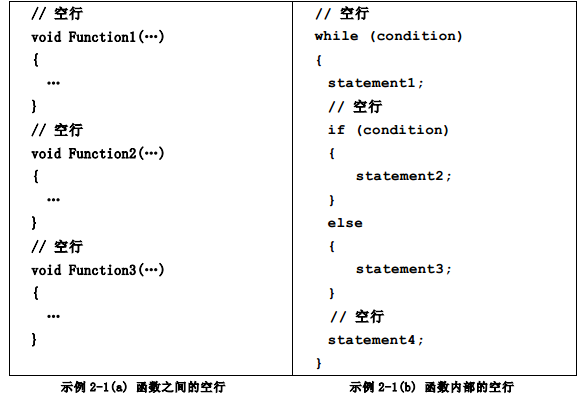 // 空行
void Function1(…)
{
…
}
// 空行
void Function2(…)
{
…
}
// 空行
void Function3(…)
{
…
}
// 空行
while (condition)
{
statement1;
// 空行
if (condition)
{
statement2;
}
else
{
statement3;
}
// 空行
statement4;
}
示例 2-1(a) 函数之间的空行
示例 2-1(b) 函数内部的空行